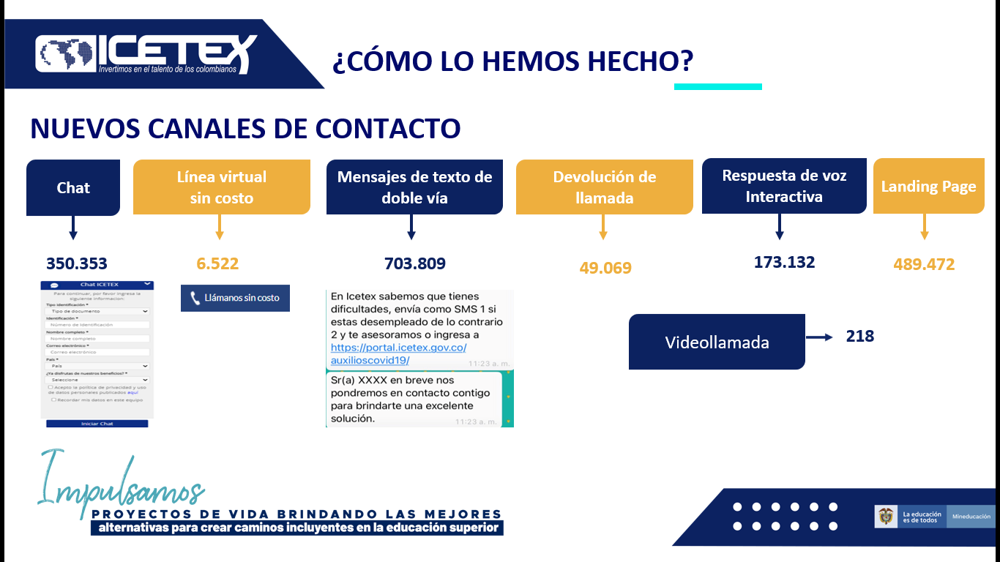 ICETEX
Invertimos en el talento de los colombianos
¿CÓMO LO HEMOS HECHO?
NUEVOS CANALES DE CONTACTO
Chat
Línea virtual
sin costo
Mensajes de texto de
doble vía
Devolución de
llamada
Respuesta de voz
Interactiva
Landing Page
350.353
6.522
703.809
49.069
173.132
489.472
Chat ICETEX
Para continuar, por favor ingresa la
siguiente informacion:
Tipo identificación *
Tipo de documento
Identificación *
Número de identificación
Nombre completo *
Nombre completo
Correo electrónico *
Correo electrónico
País *
País
¿Ya disfrutas de nuestros beneficios? *
Seleccione
Acepto la política de privacidad y uso
de datos personales publicados aquí
Recordar mis datos en este equipo
Iniciar Chat
Llámanos sin costo
En Icetex sabemos que tienes
dificultades, envía como SMS 1 si
estas desempleado de lo contrario
2 y te asesoramos o ingresa a
https://portal.icetex.gov.co/
auxilioscovid19/
11:23 a. m.
Sr(a) XXXX en breve nos
pondremos en contacto contigo
para brindarte una excelente
solución.
11:23 a. m.
Videollamada
218
Impulsamos
PROYECTOS DE VIDA BRINDANDO LAS MEJORES
alternativas para crear caminos incluyentes en la educación superior
La educación
es de todos
Mineducación